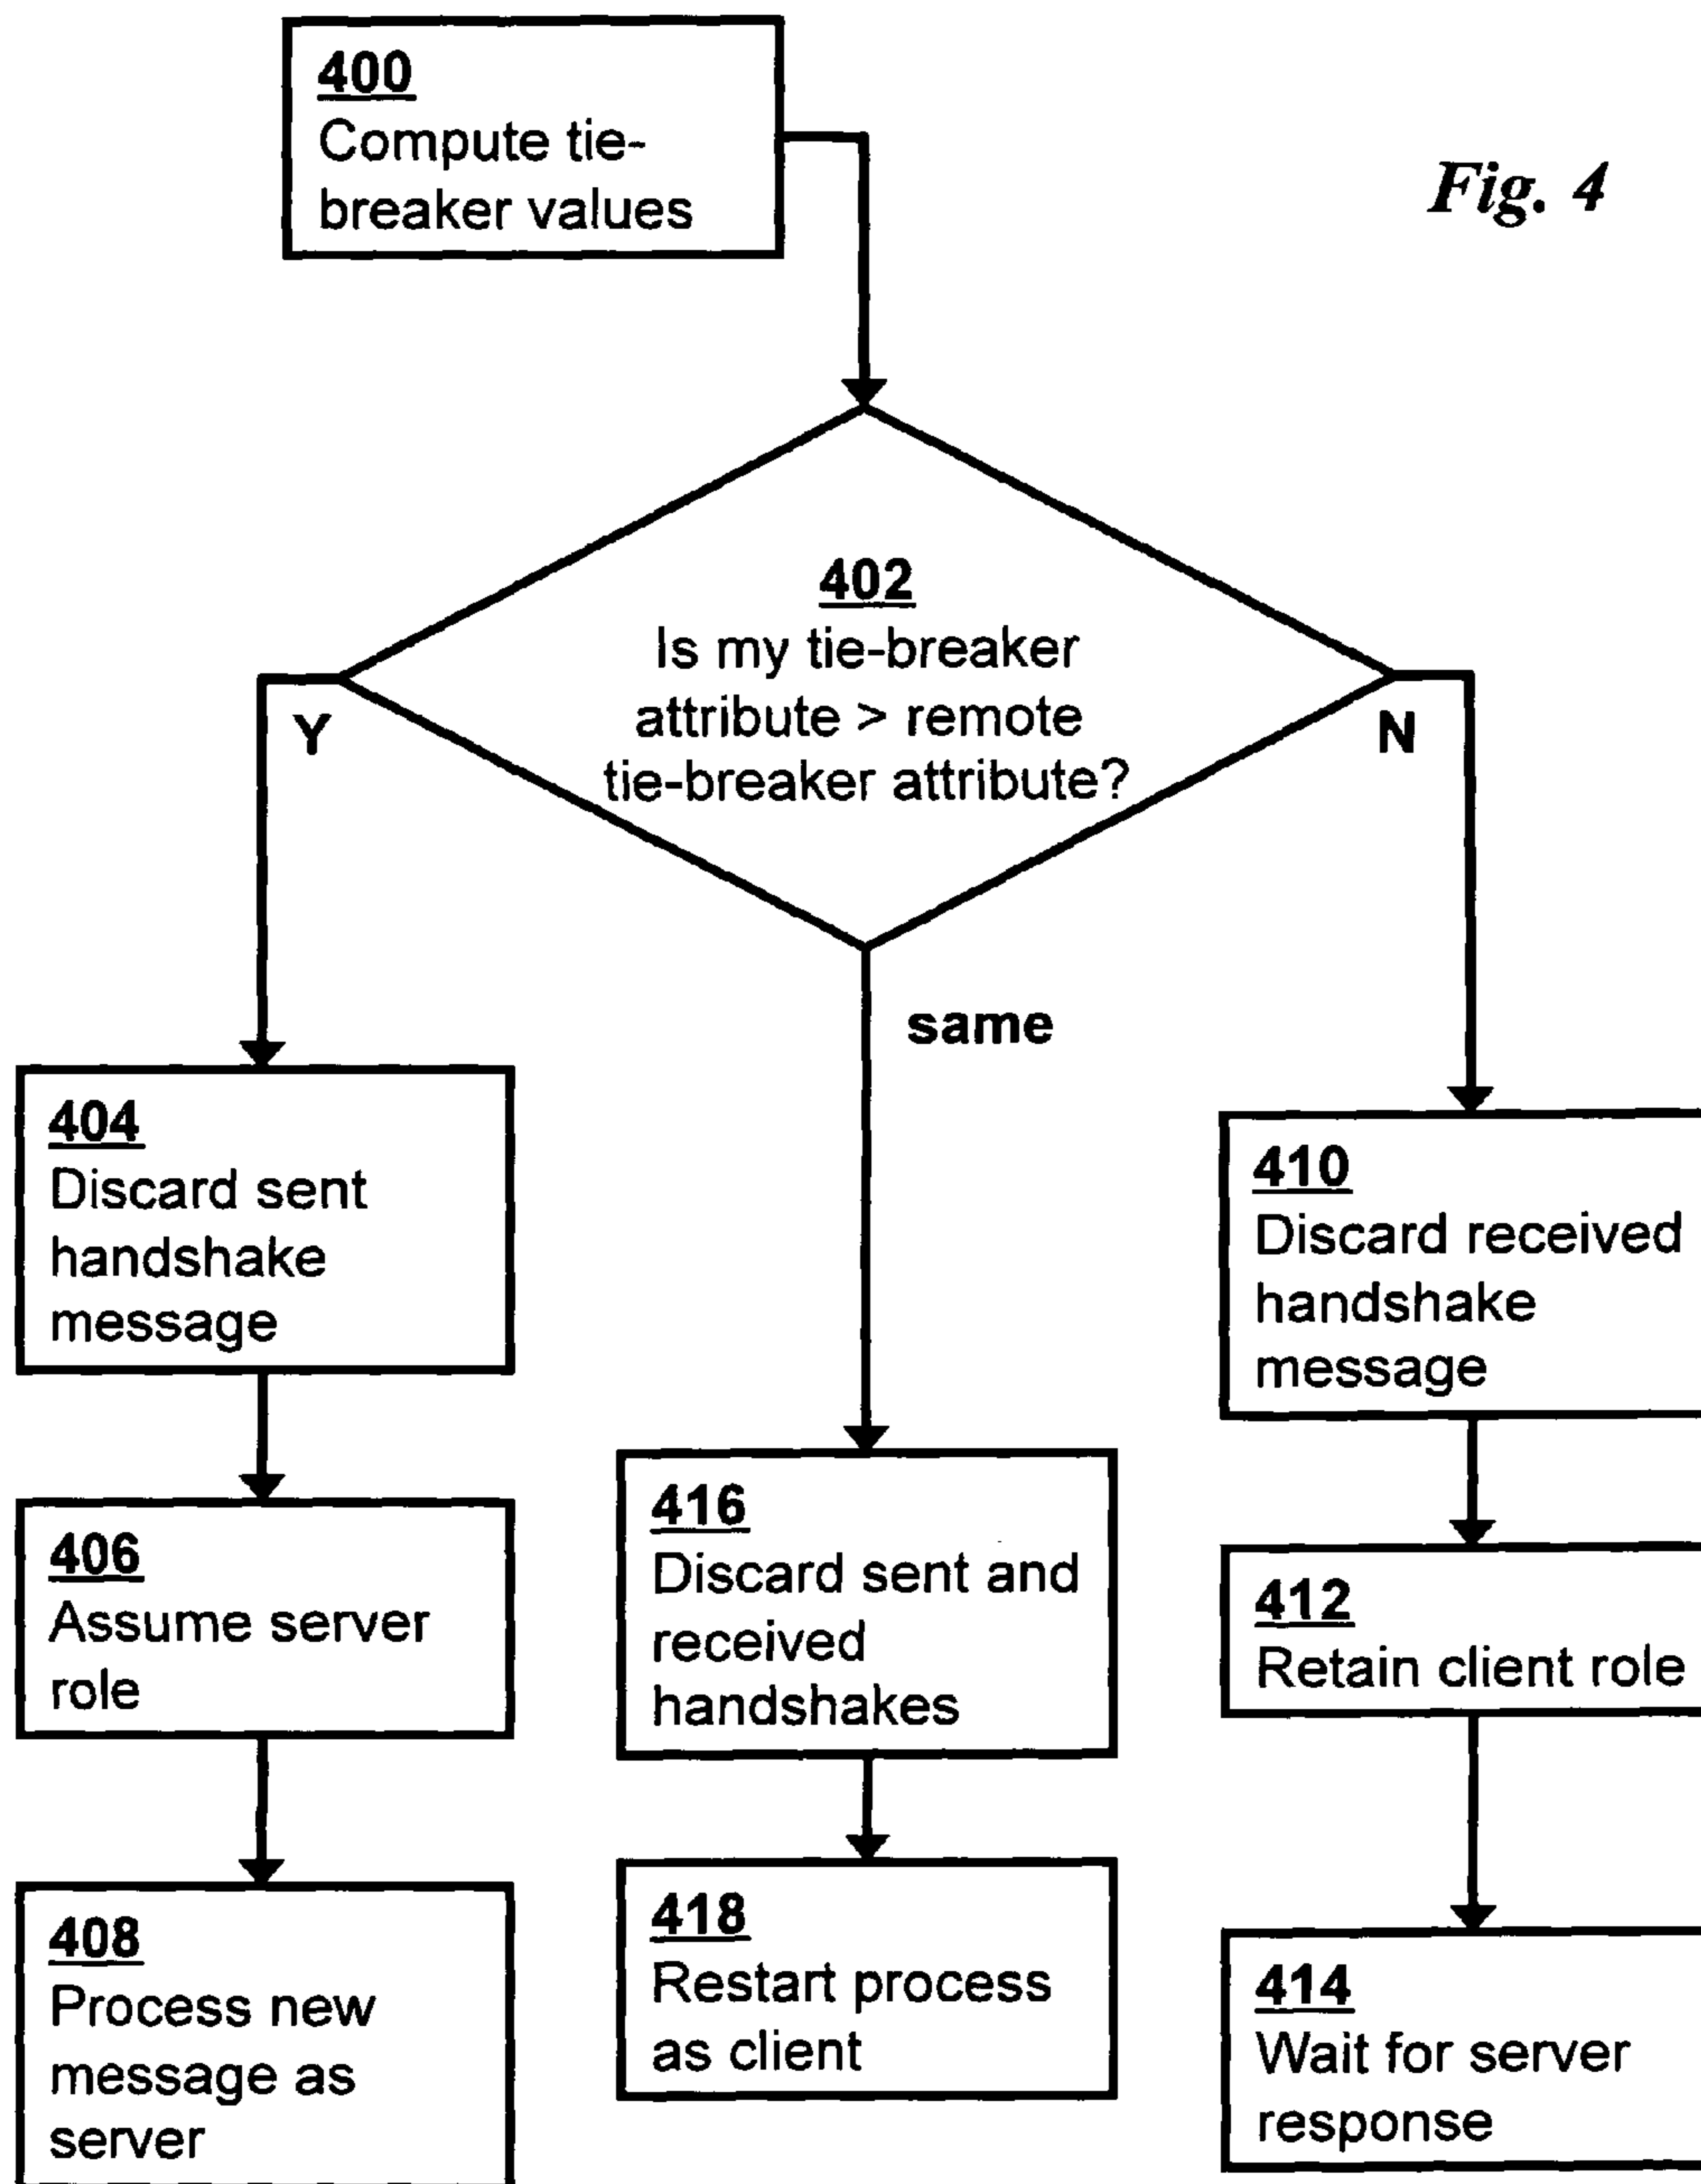 400
Compute tie-
breaker values
Fig. 4
402
Is my tie-breaker
attribute > remote
tie-breaker attribute?
Y
N
same
404
Discard sent
handshake
message
406
Assume server
role
408
Process new
message as
server
416
Discard sent and
received
handshakes
418
Restart process
as client
410
Discard received
handshake
message
412
Retain client role
414
Wait for server
response